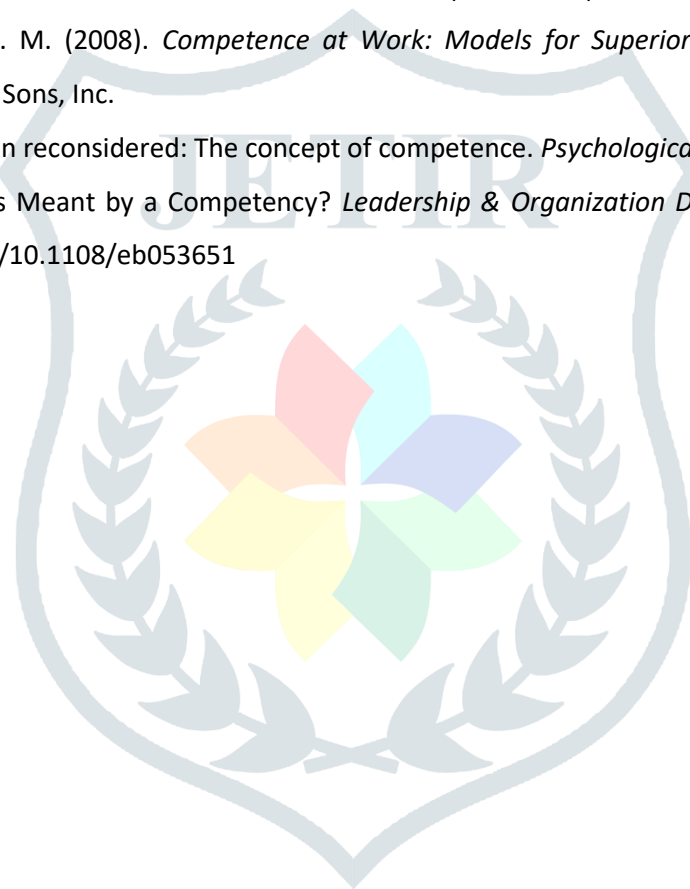 . M. (2008). Competence at Work: Models for Superior
Sons, Inc.
n reconsidered: The concept of competence. Psychologica
s Meant by a Competency? Leadership & Organization D
/10.1108/eb053651
JETIR